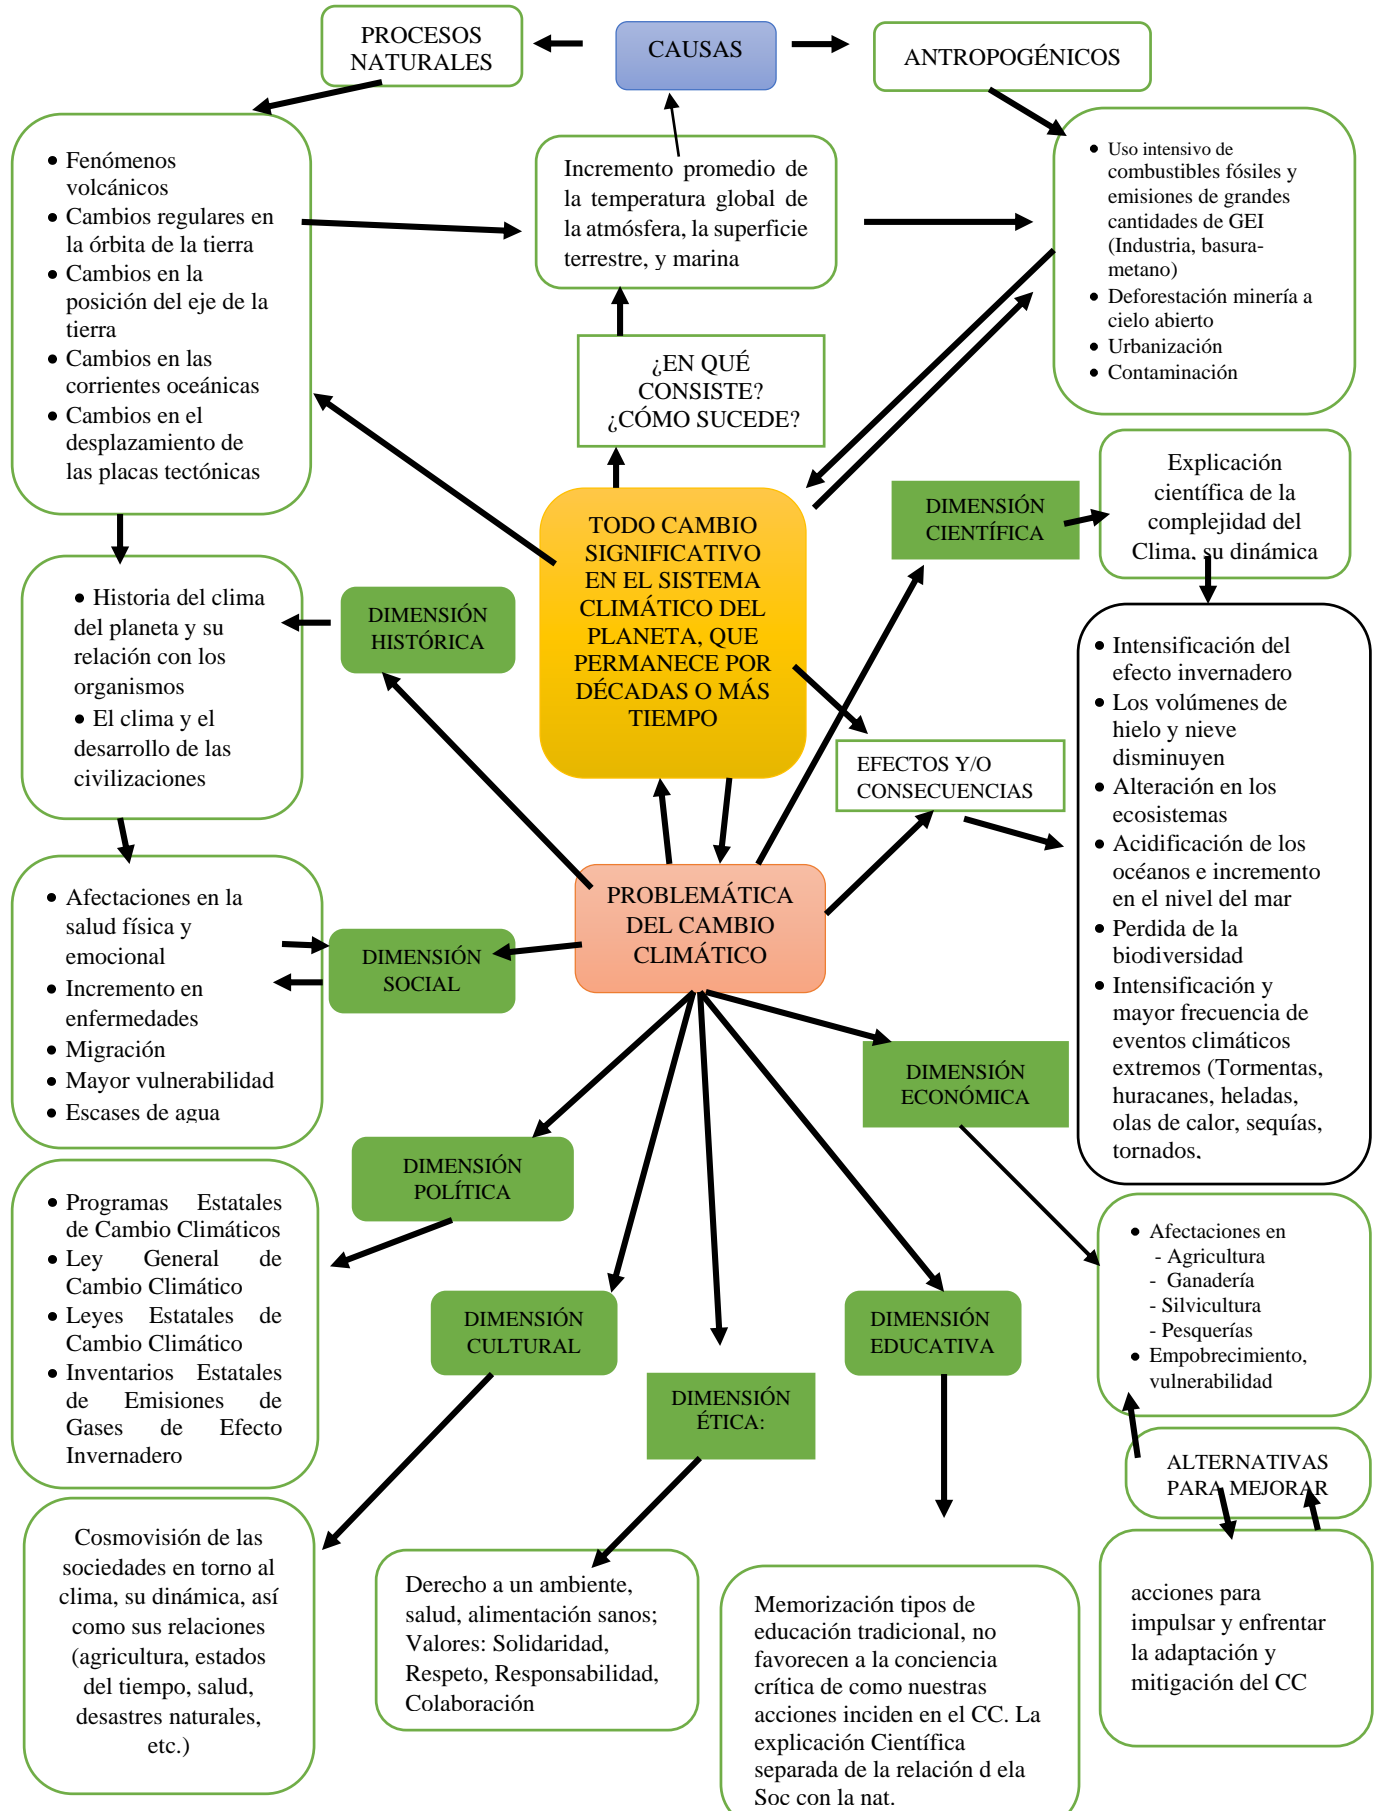 PROCESOS
NATURALES
CAUSAS
ANTROPOGÉNICOS
• Fenómenos
volcánicos
• Cambios regulares en
la órbita de la tierra
• Cambios en la
posición del eje de la
tierra
• Cambios en las
corrientes oceánicas
• Cambios en el
desplazamiento de
las placas tectónicas
Incremento promedio de
la temperatura global de
la atmósfera, la superficie
terrestre, y marina
• Uso intensivo de
combustibles fósiles y
emisiones de grandes
cantidades de GEI
(Industria, basura-
metano)
• Deforestación minería a
cielo abierto
• Urbanización
• Contaminación
¿EN QUÉ
CONSISTE?
¿CÓMO SUCEDE?
TODO CAMBIO
SIGNIFICATIVO
EN EL SISTEMA
CLIMÁTICO DEL
PLANETA, QUE
PERMANECE POR
DÉCADAS O MÁS
TIEMPO
DIMENSIÓN
CIENTÍFICA
Explicación
científica de la
complejidad del
Clima, su dinámica
• Historia del clima
del planeta y su
relación con los
organismos
• El clima y el
desarrollo de las
civilizaciones
DIMENSIÓN
HISTÓRICA
• Intensificación del
efecto invernadero
• Los volúmenes de
hielo y nieve
disminuyen
• Alteración en los
ecosistemas
• Acidificación de los
océanos e incremento
en el nivel del mar
• Perdida de la
biodiversidad
• Intensificación y
mayor frecuencia de
eventos climáticos
extremos (Tormentas,
huracanes, heladas,
olas de calor, sequías,
tornados,
EFECTOS Y/O
CONSECUENCIAS
PROBLEMÁTICA
DEL CAMBIO
CLIMÁTICO
• Afectaciones en la
salud física y
emocional
• Incremento en
enfermedades
• Migración
• Mayor vulnerabilidad
• Escases de agua
DIMENSIÓN
SOCIAL
DIMENSIÓN
ECONÓMICA
DIMENSIÓN
POLÍTICA
• Programas Estatales
de Cambio Climáticos
• Ley General de
Cambio Climático
• Leyes Estatales de
Cambio Climático
• Inventarios Estatales
de Emisiones de
Gases de Efecto
Invernadero
• Afectaciones en
- Agricultura
- Ganadería
- Silvicultura
- Pesquerías
• Empobrecimiento,
vulnerabilidad
DIMENSIÓN
CULTURAL
DIMENSIÓN
EDUCATIVA
DIMENSIÓN
ÉTICA:
ALTERNATIVAS
PARA MEJORAR
Cosmovisión de las
sociedades en torno al
clima, su dinámica, así
como sus relaciones
(agricultura, estados
del tiempo, salud,
desastres naturales,
etc.)
Derecho a un ambiente,
salud, alimentación sanos;
Valores: Solidaridad,
Respeto, Responsabilidad,
Colaboración
Memorización tipos de
educación tradicional, no
favorecen a la conciencia
crítica de como nuestras
acciones inciden en el CC. La
explicación Científica
separada de la relación d ela
Soc con la nat.
acciones para
impulsar y enfrentar
la adaptación y
mitigación del CC